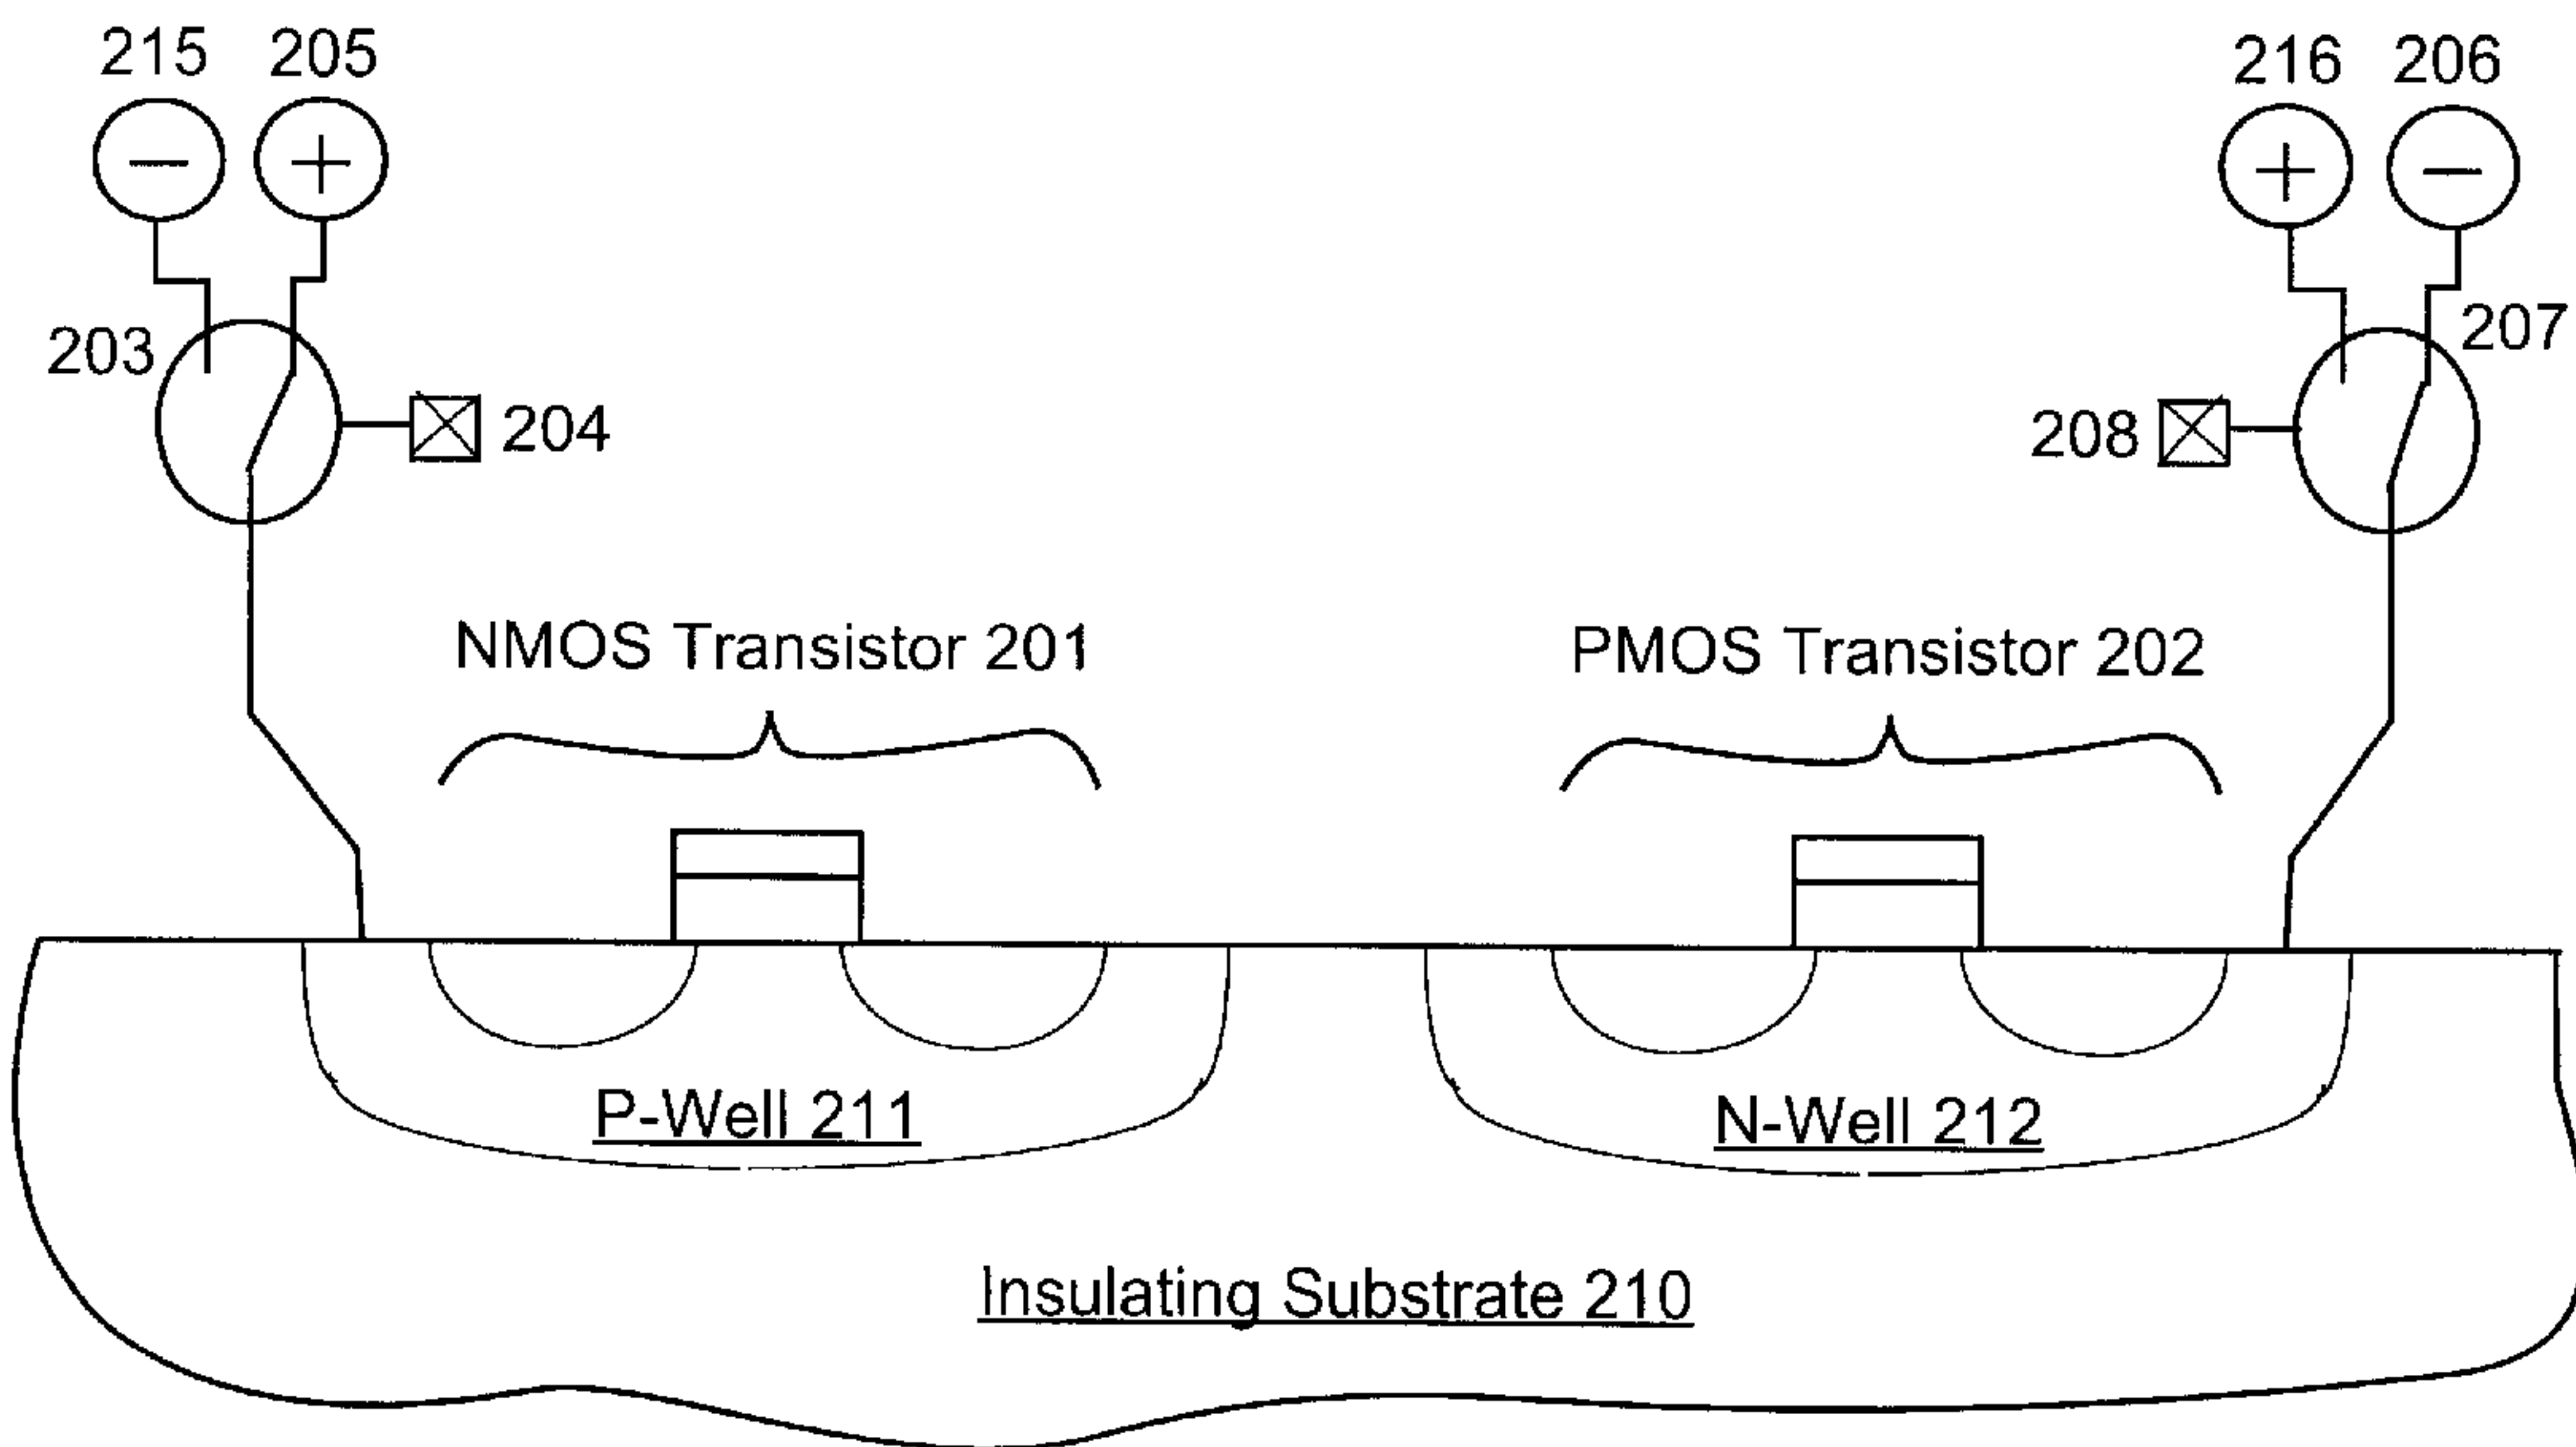 215 205
216 206
− +
+ −
203
207
204
208
NMOS Transistor 201
PMOS Transistor 202
P-Well 211
N-Well 212
Insulating Substrate 210